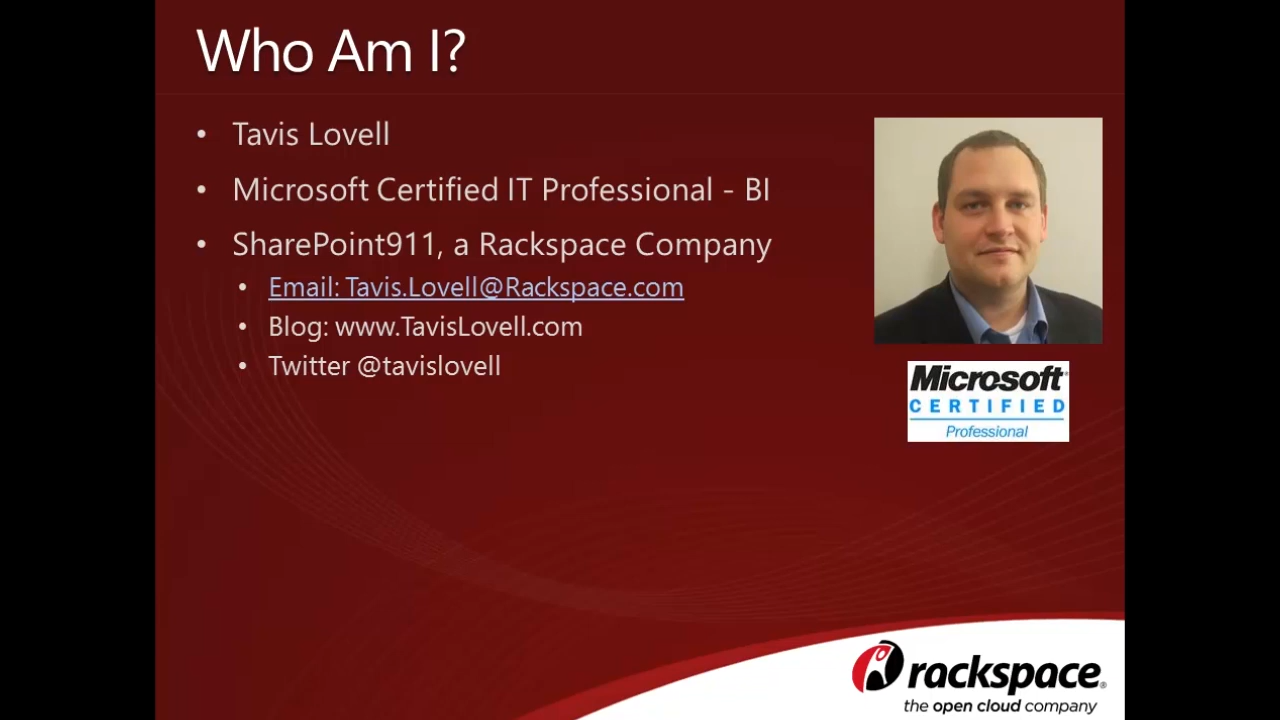 Who Am I?
• Tavis Lovell
• Microsoft Certified IT Professional - BI
• SharePoint911, a Rackspace Company
• Email: Tavis.Lovell@Rackspace.com
• Blog: www.TavisLovell.com
• Twitter @tavislovell
Microsoft®
CERTIFIED
Professional
rackspace®
the open cloud company